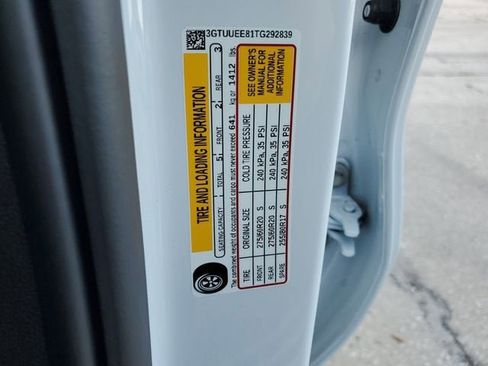 3GTUUEE81TG292839
TIRE AND LOADING INFORMATION
SEATING CAPACITY TOTAL 5 FRONT 2 REAR 3
The combined weight of occupants and cargo must never exceed 641 kg or 1412 lbs.
TIRE ORIGINAL SIZE COLD TIRE PRESSURE
FRONT 275/60R20 S 240 kPa, 35 PSI
REAR 275/60R20 S 240 kPa, 35 PSI
SPARE 255/80R17 S 240 kPa, 35 PSI
SEE OWNER'S
MANUAL FOR
ADDITIONAL
INFORMATION